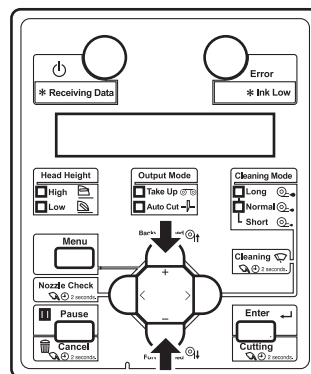 Error
✻ Receiving Data
✻ Ink Low
Head Height
High
Low
Output Mode
Take Up
Auto Cut
Cleaning Mode
Long
Normal
Short
Menu
+
Cleaning
2 seconds.
Nozzle Check
2 seconds.
< >
Pause
Cancel
2 seconds.
–
Enter
Cutting
2 seconds.